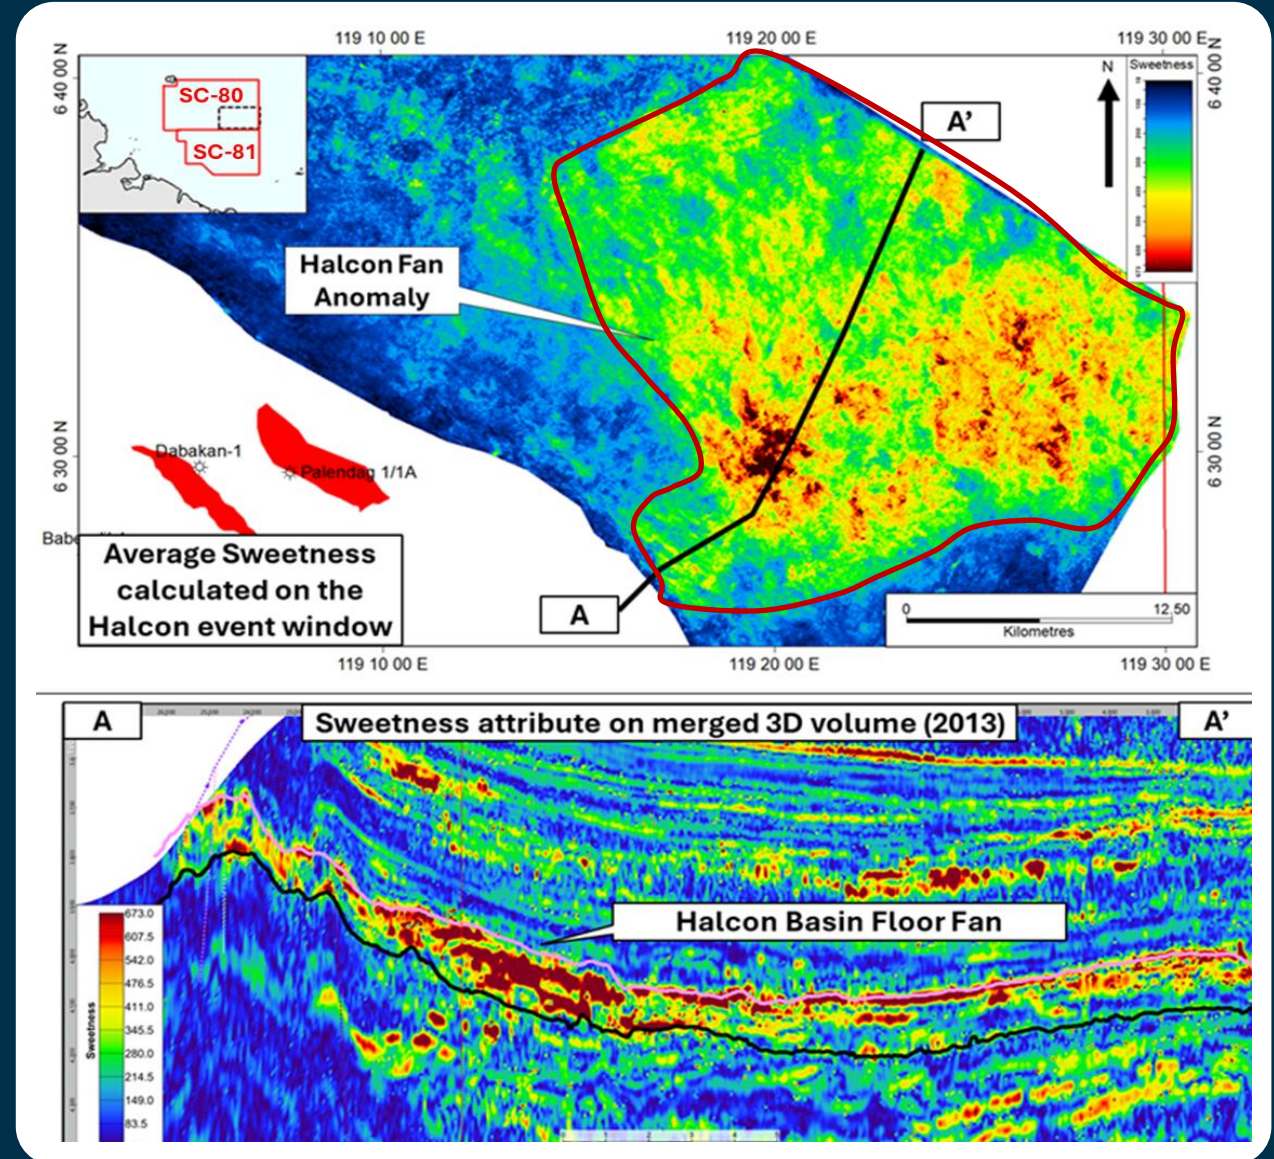 119 10 00 E
119 20 00 E
119 30 00 E
6 40 00 N
6 40 00 N
SC-80
SC-81
N
Sweetness
A'
Halcon Fan
Anomaly
6 30 00 N
6 30 00 N
Dabakan-1
Palendag 1/1A
Average Sweetness
calculated on the
Halcon event window
A
0
12.50
Kilometres
119 10 00 E
119 20 00 E
119 30 00 E
A
Sweetness attribute on merged 3D volume (2013)
A'
Halcon Basin Floor Fan
Sweetness
673.0
607.5
542.0
476.5
411.0
345.5
280.0
214.5
149.0
83.5